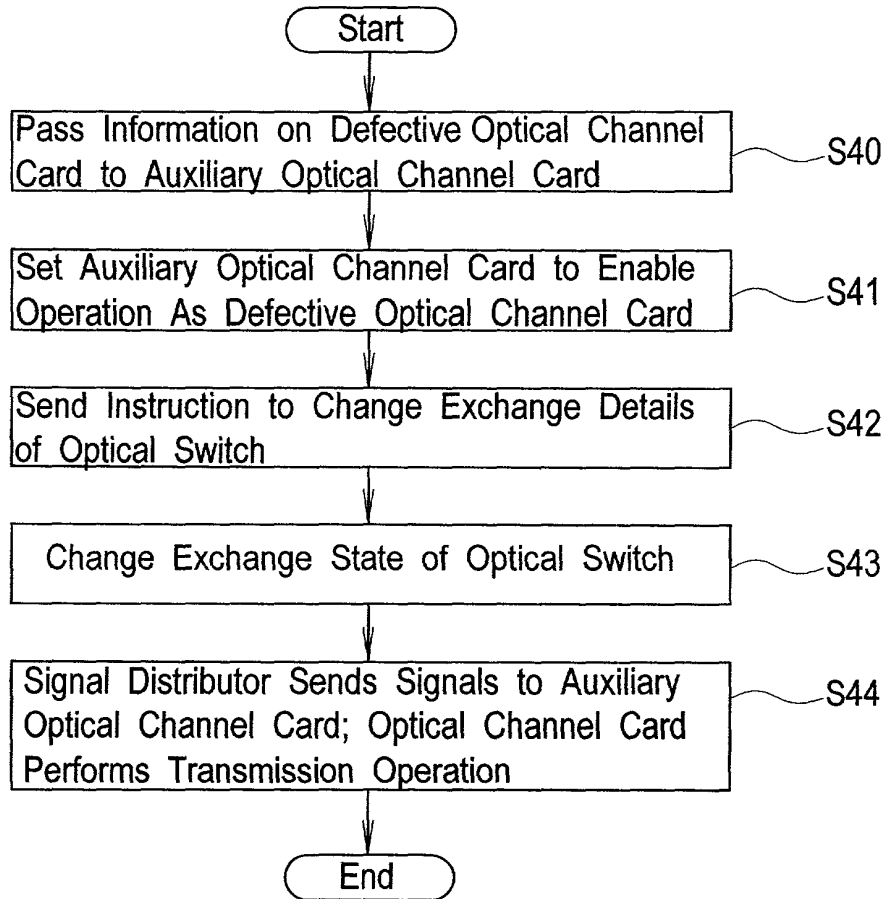 Start
Pass Information on Defective Optical Channel
Card to Auxiliary Optical Channel Card
S40
Set Auxiliary Optical Channel Card to Enable
Operation As Defective Optical Channel Card
S41
Send Instruction to Change Exchange Details
of Optical Switch
S42
Change Exchange State of Optical Switch
S43
Signal Distributor Sends Signals to Auxiliary
Optical Channel Card; Optical Channel Card
Performs Transmission Operation
S44
End